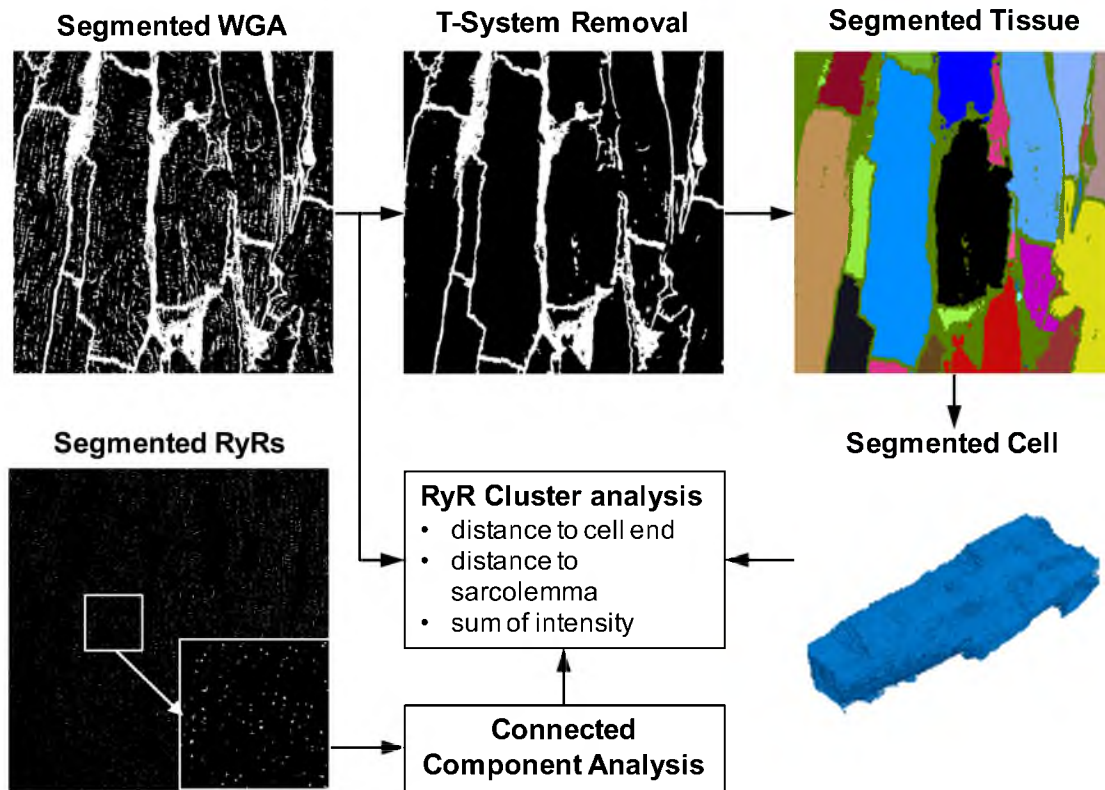 Segmented WGA
T-System Removal
Segmented Tissue
Segmented RyRs
RyR Cluster analysis
• distance to cell end
• distance to
sarcolemma
• sum of intensity
Segmented Cell
Connected
Component Analysis